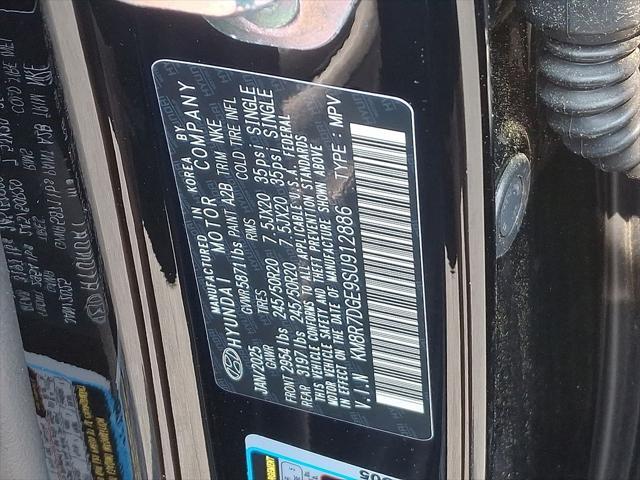 MANUFACTURED IN KOREA BY
HYUNDAI MOTOR COMPANY
JAN/2025 GVWR 5871 lbs PAINT A2B TRIM NKE
GAWR TIRES RIMS COLD TIRE INFL
FRONT 2954 lbs 245/50R20 7.5JX20 35psi SINGLE
REAR 3197 lbs 245/50R20 7.5JX20 35psi SINGLE
THIS VEHICLE CONFORMS TO ALL APPLICABLE U.S.A. FEDERAL
MOTOR VEHICLE SAFETY AND THEFT PREVENTION STANDARDS
IN EFFECT ON THE DATE OF MANUFACTURE SHOWN ABOVE
V.I.N. KM8R7DGE9SU912886 TYPE : MPV